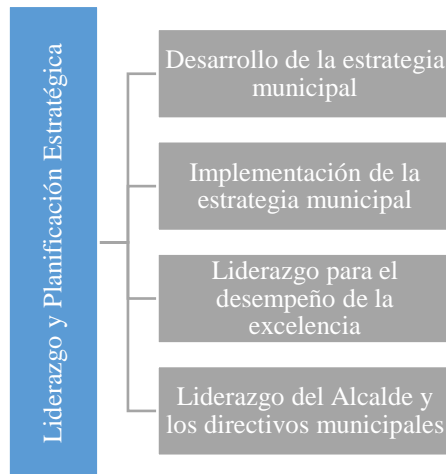 Liderazgo y Planificación Estratégica
Desarrollo de la estrategia
municipal
Implementación de la
estrategia municipal
Liderazgo para el
desempeño de la
excelencia
Liderazgo del Alcalde y
los directivos municipales